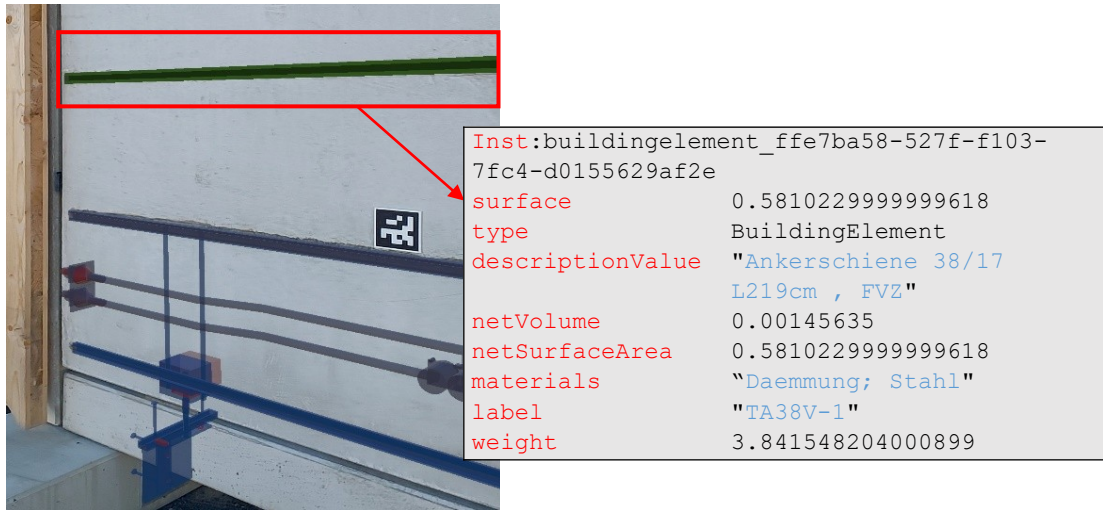 Inst:buildingelement_ffe7ba58-527f-f103-
7fc4-d0155629af2e
surface 0.5810229999999618
type BuildingElement
descriptionValue "Ankerschiene 38/17
L219cm , FVZ"
netVolume 0.00145635
netSurfaceArea 0.5810229999999618
materials “Daemmung; Stahl"
label "TA38V-1"
weight 3.841548204000899